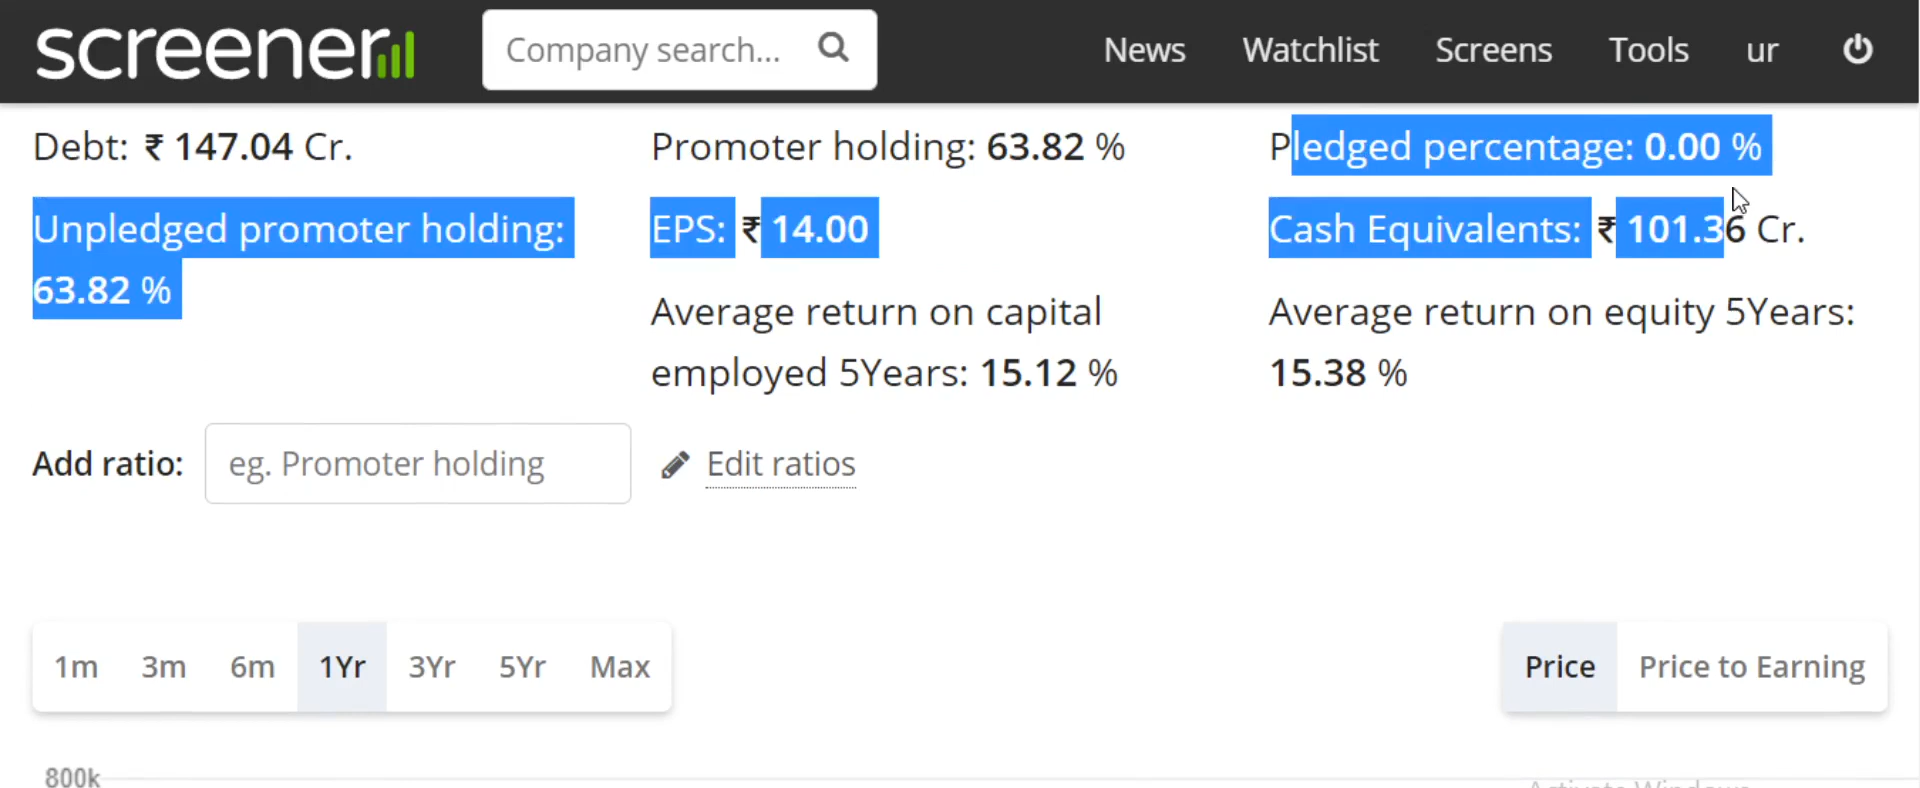 screener
Company search...
News Watchlist Screens Tools ur
Debt: ₹ 147.04 Cr.
Promoter holding: 63.82 %
Pledged percentage: 0.00 %
Unpledged promoter holding:
63.82 %
EPS: ₹ 14.00
Cash Equivalents: ₹ 101.36 Cr.
Average return on capital
employed 5Years: 15.12 %
Average return on equity 5Years:
15.38 %
Add ratio: eg. Promoter holding Edit ratios
1m 3m 6m 1Yr 3Yr 5Yr Max
Price Price to Earning
800k
Activate Windows